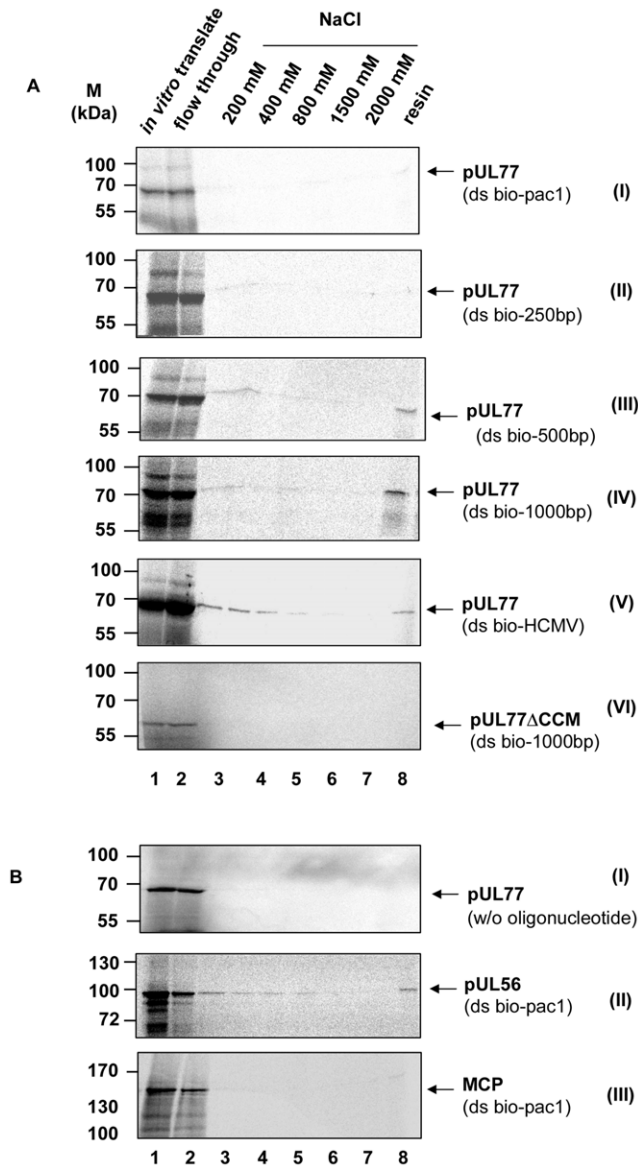 NaCl
A
M
(kDa)
in vitro translate
flow through
200 mM
400 mM
800 mM
1500 mM
2000 mM
resin
100
70
55
pUL77
(ds bio-pac1)
(I)
100
70
55
pUL77
(ds bio-250bp)
(II)
100
70
55
pUL77
(ds bio-500bp)
(III)
100
70
55
pUL77
(ds bio-1000bp)
(IV)
100
70
55
pUL77
(ds bio-HCMV)
(V)
100
70
55
pUL77ΔCCM
(ds bio-1000bp)
(VI)
1 2 3 4 5 6 7 8
B
100
70
55
pUL77
(w/o oligonucleotide)
(I)
130
100
72
pUL56
(ds bio-pac1)
(II)
170
130
100
MCP
(ds bio-pac1)
(III)
1 2 3 4 5 6 7 8